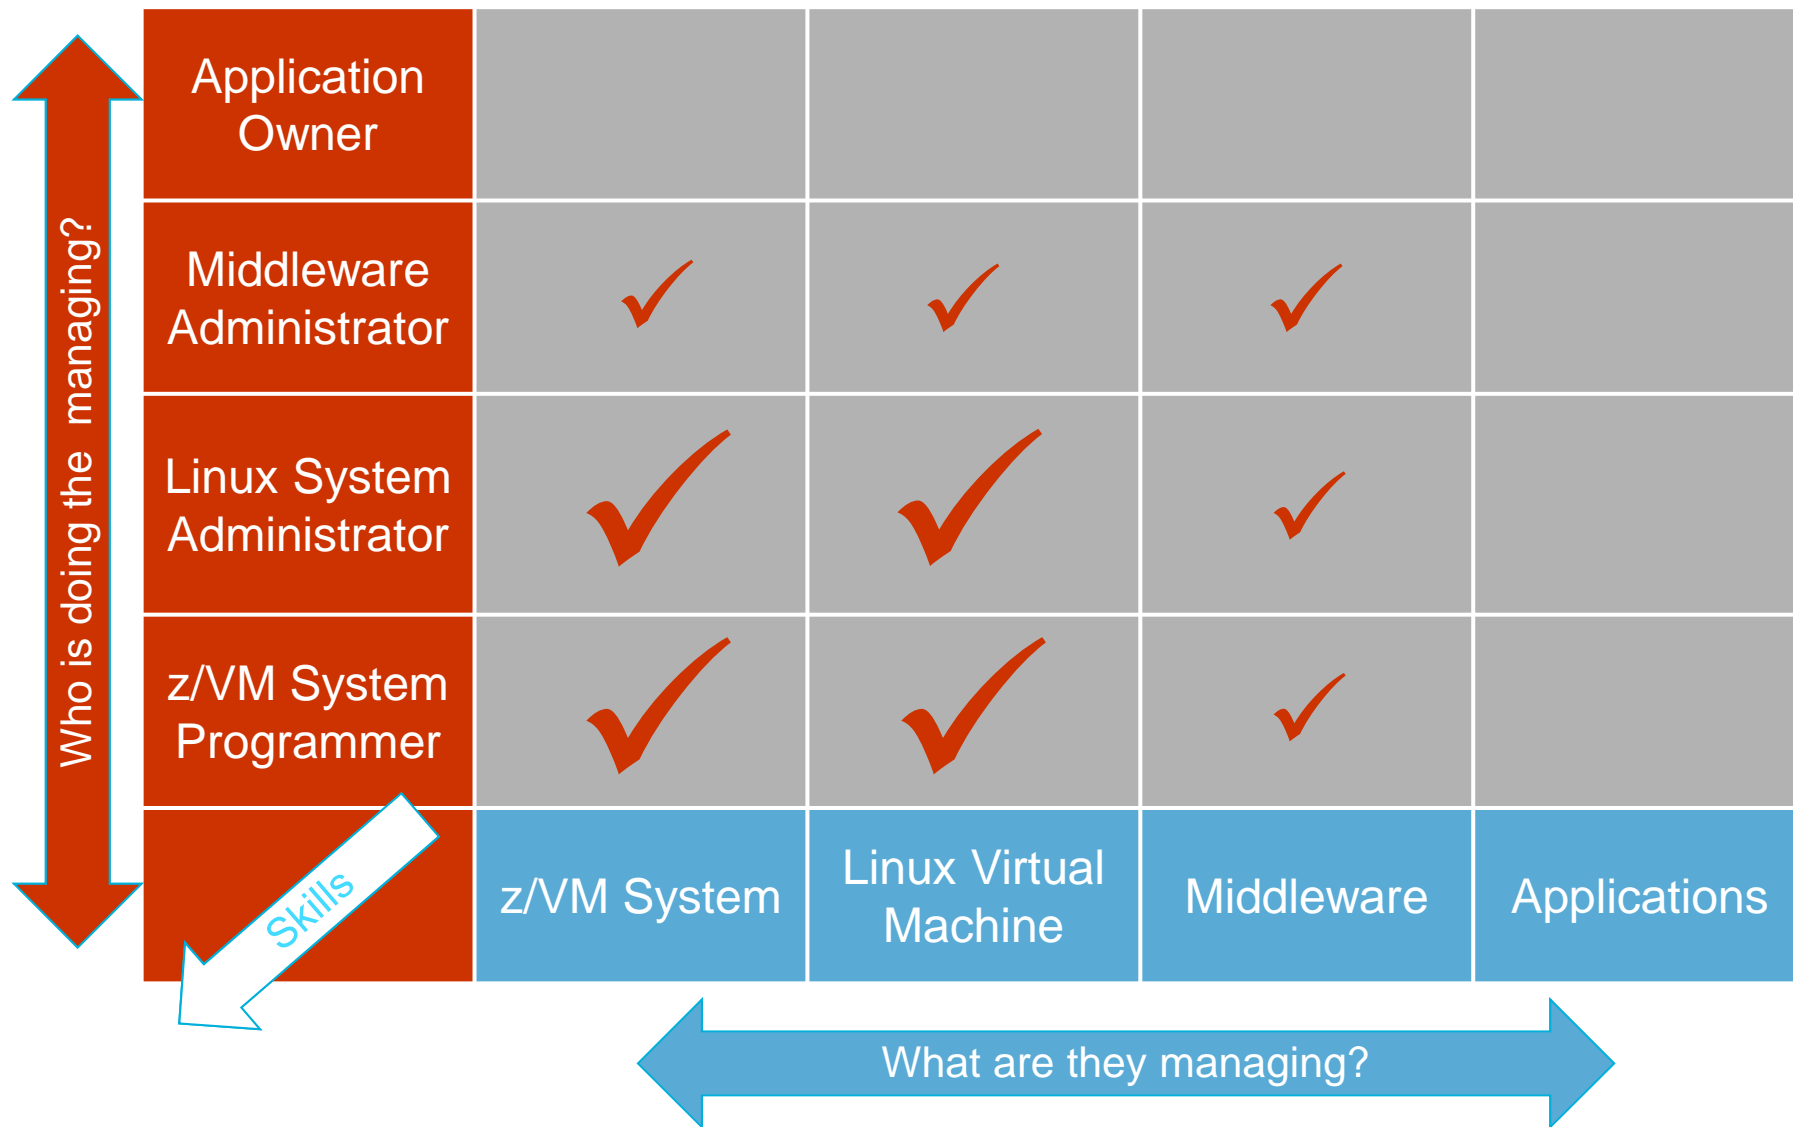 Who is doing the managing?
Application
Owner
Middleware
Administrator
Linux System
Administrator
z/VM System
Programmer
Skills
z/VM System
Linux Virtual
Machine
Middleware
Applications
What are they managing?